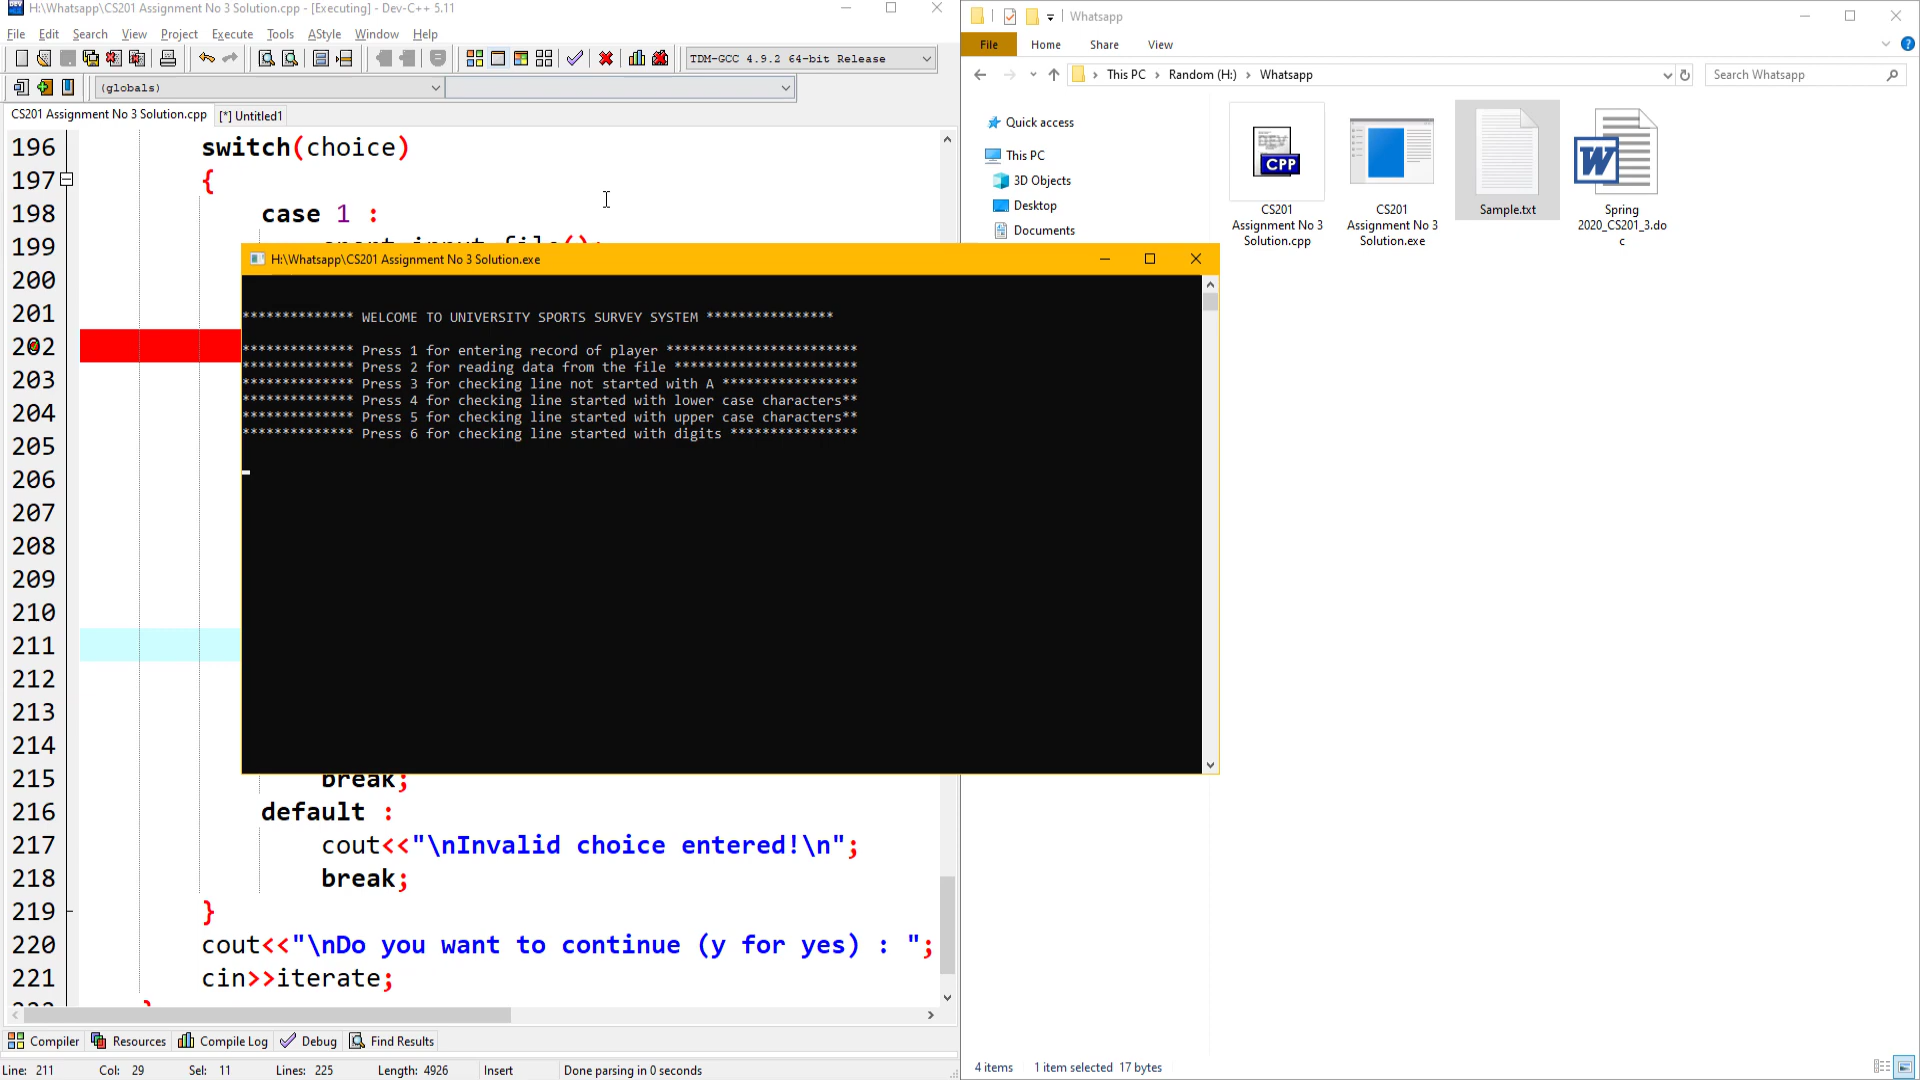 H:\Whatsapp\CS201 Assignment No 3 Solution.cpp - [Executing] - Dev-C++ 5.11
File Edit Search View Project Execute Tools AStyle Window Help
TDM-GCC 4.9.2 64-bit Release
(globals)
CS201 Assignment No 3 Solution.cpp [*] Untitled1
196 switch(choice)
197 {
198 case 1 :
199
200
201
202
203
204
205
206
207
208
209
210
211
212
213
214
215 break;
216 default :
217 cout<<"\nInvalid choice entered!\n";
218 break;
219 }
220 cout<<"\nDo you want to continue (y for yes) : ";
221 cin>>iterate;
Compiler Resources Compile Log Debug Find Results
Line: 211 Col: 29 Sel: 11 Lines: 225 Length: 4926 Insert Done parsing in 0 seconds
H:\Whatsapp\CS201 Assignment No 3 Solution.exe
************** WELCOME TO UNIVERSITY SPORTS SURVEY SYSTEM ****************
************** Press 1 for entering record of player ************************
************** Press 2 for reading data from the file ***********************
************** Press 3 for checking line not started with A *****************
************** Press 4 for checking line started with lower case characters**
************** Press 5 for checking line started with upper case characters**
************** Press 6 for checking line started with digits ****************
Whatsapp
File Home Share View
This PC > Random (H:) > Whatsapp
Search Whatsapp
Quick access
This PC
3D Objects
Desktop
Documents
DEV
CPP
CS201
Assignment No 3
Solution.cpp
CS201
Assignment No 3
Solution.exe
Sample.txt
W
Spring
2020_CS201_3.do
c
4 items 1 item selected 17 bytes